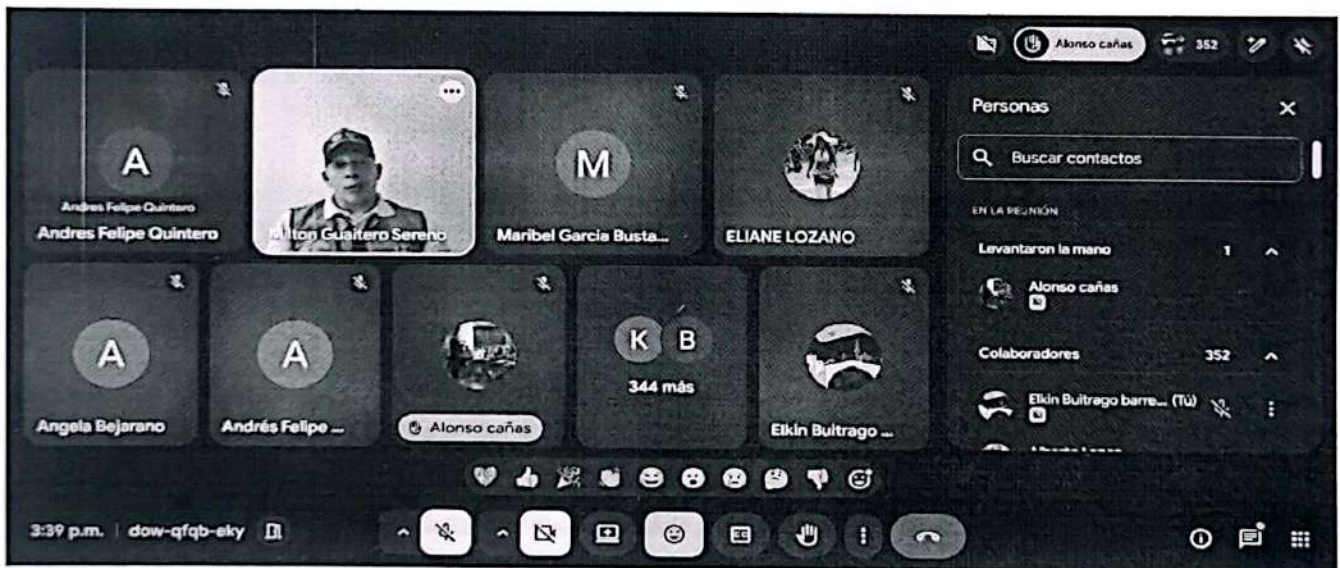 Alonso cañas 352
A
Andres Felipe Quintero
Andres Felipe Quintero
Guaitero Sereno
M
Maribel Garcia Busta...
ELIANE LOZANO
A
Angela Bejarano
A
Andrés Felipe ...
Alonso cañas
K B
344 más
Elkin Buitrago ...
Personas
Buscar contactos
EN LA REUNIÓN
Levantaron la mano 1
Alonso cañas
Colaboradores 352
Elkin Buitrago barre... (Tú)
3:39 p.m. | dow-qfqb-eky
CC